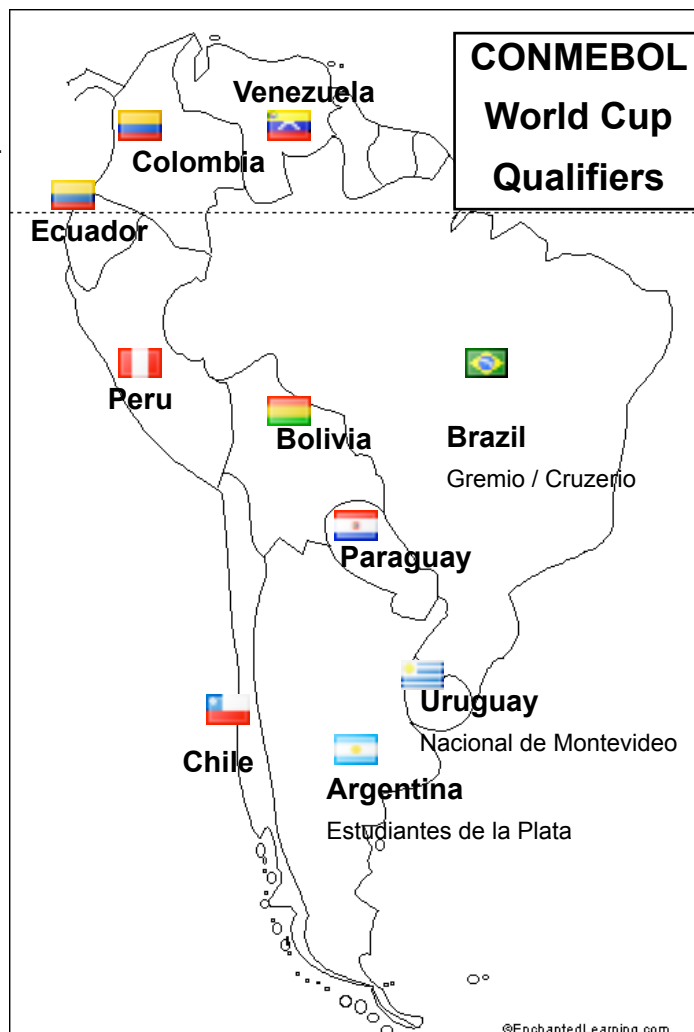 CONMEBOL
World Cup
Qualifiers
Venezuela
Colombia
Ecuador
Peru
Bolivia
Brazil
Gremio / Cruzerio
Paraguay
Uruguay
Nacional de Montevideo
Chile
Argentina
Estudiantes de la Plata
©EnchantedLearning.com